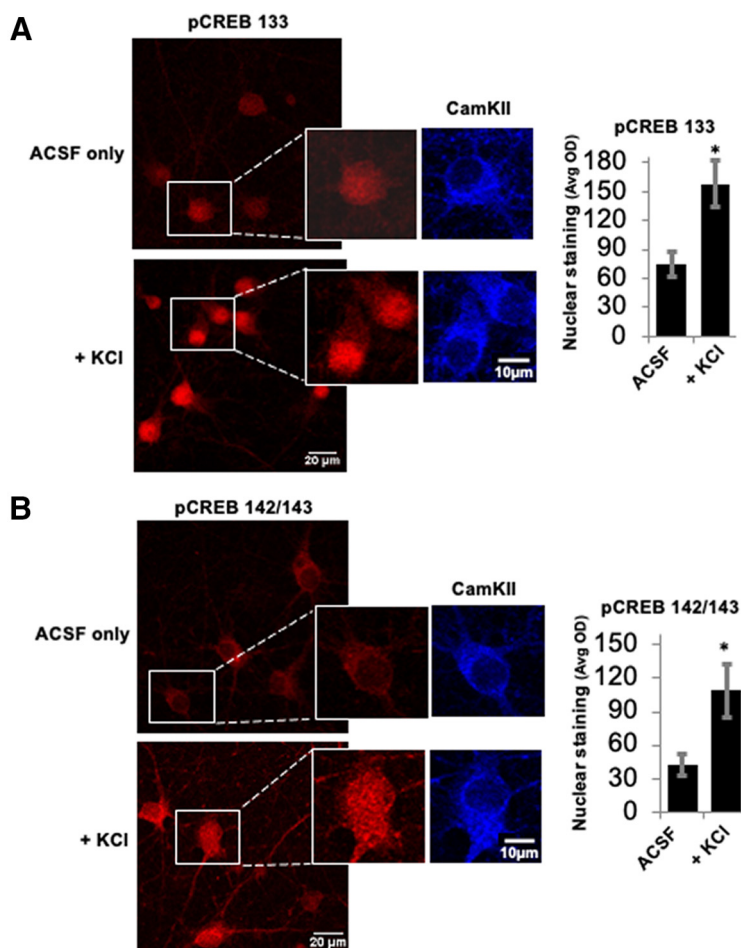 A
pCREB 133
ACSF only
CamKII
+ KCl
10µm
20 µm
pCREB 133
Nuclear staining (Avg OD)
180
150
120
90
60
30
0
ACSF
+ KCl
*
B
pCREB 142/143
ACSF only
CamKII
+ KCl
10µm
20 µm
pCREB 142/143
Nuclear staining (Avg OD)
150
120
90
60
30
0
ACSF
+ KCl
*